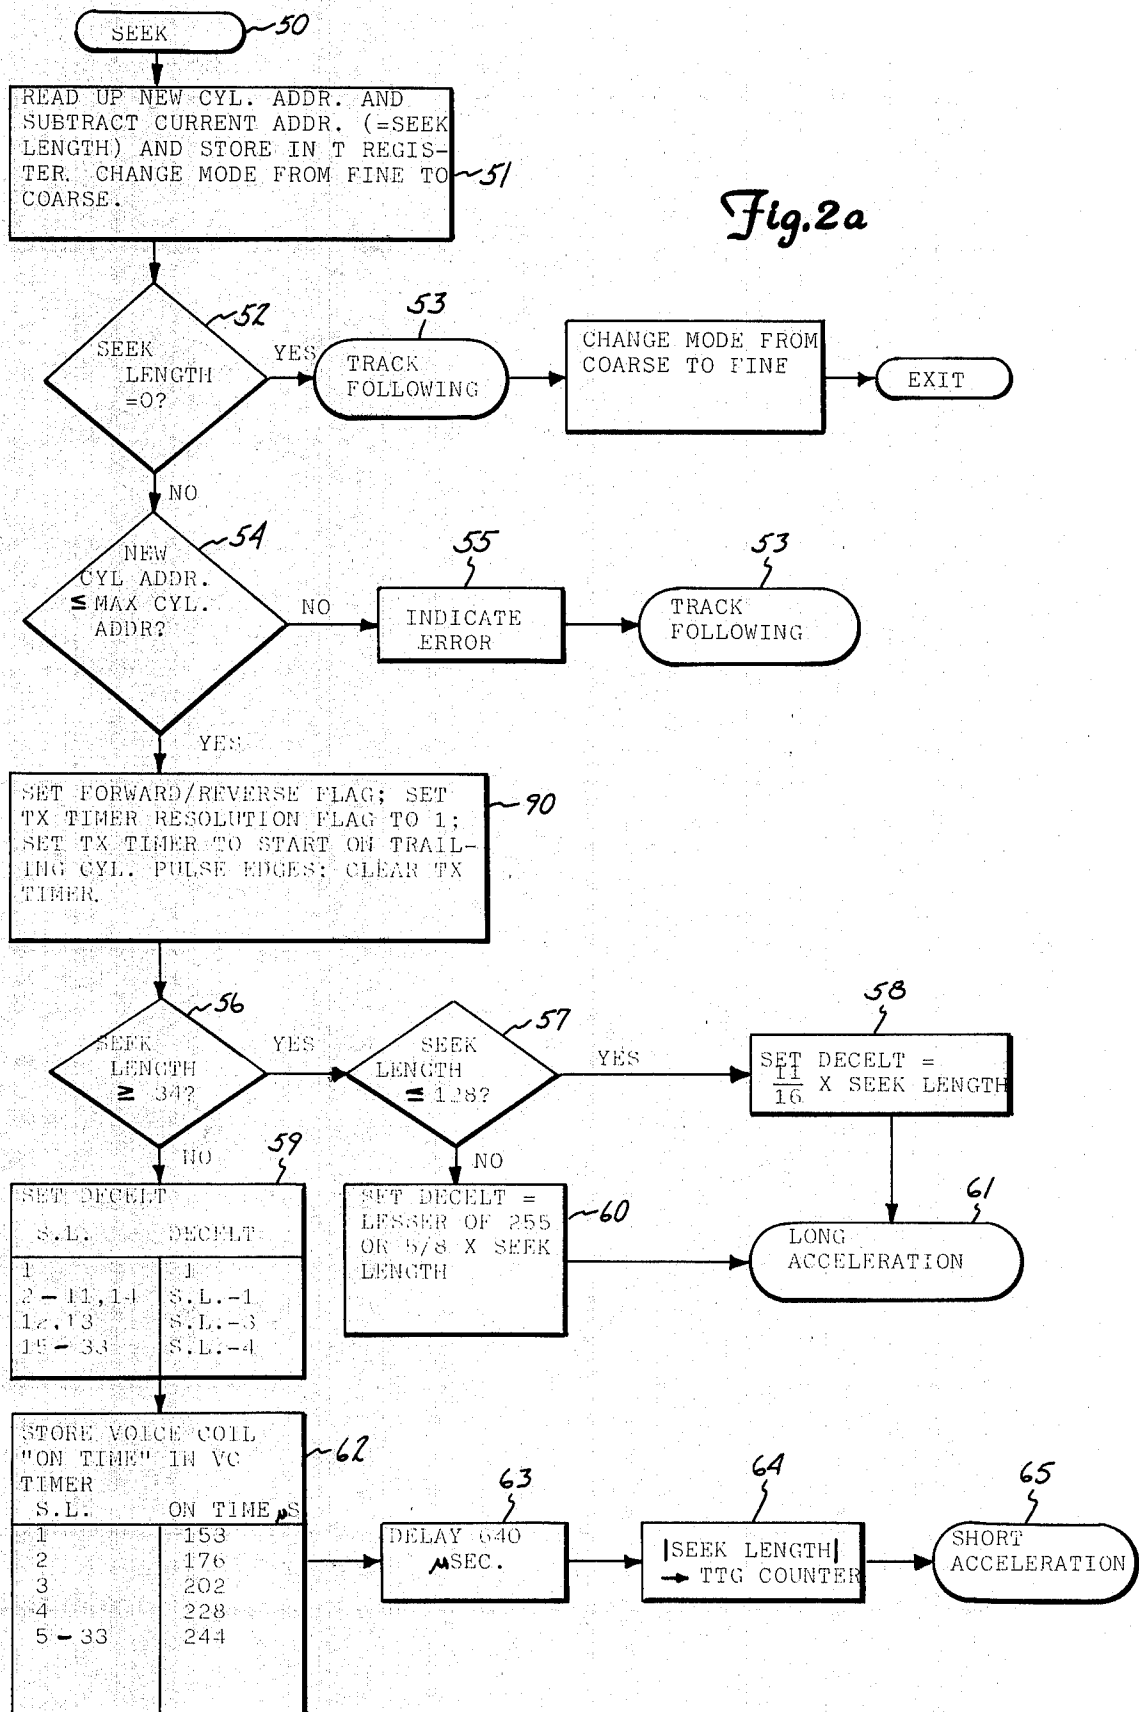 SEEK
50
READ UP NEW CYL. ADDR. AND
SUBTRACT CURRENT ADDR. (=SEEK
LENGTH) AND STORE IN T REGIS-
TER. CHANGE MODE FROM FINE TO
COARSE.
51
Fig.2a
52
SEEK
LENGTH
=0?
YES
53
TRACK
FOLLOWING
CHANGE MODE FROM
COARSE TO FINE
EXIT
NO
54
NEW
CYL ADDR.
≤ MAX CYL.
ADDR?
NO
55
INDICATE
ERROR
53
TRACK
FOLLOWING
YES
SET FORWARD/REVERSE FLAG; SET
TX TIMER RESOLUTION FLAG TO 1;
SET TX TIMER TO START ON TRAIL-
ING CYL. PULSE EDGES; CLEAR TX
TIMER.
90
56
SEEK
LENGTH
≥ 34?
YES
57
SEEK
LENGTH
≤ 128?
YES
58
SET DECELT =
11/16 X SEEK LENGTH
NO
59
SET DECELT
S.L. DECELT
1 1
2-11,14 S.L.-1
12,13 S.L.-3
15-33 S.L.-4
NO
SET DECELT =
LESSER OF 255
OR 5/8 X SEEK
LENGTH
60
61
LONG
ACCELERATION
STORE VOICE COIL
"ON TIME" IN VC
TIMER
S.L. ON TIME μS
1 153
2 176
3 202
4 228
5-33 244
62
63
DELAY 640
μSEC.
64
|SEEK LENGTH|
→ TTG COUNTER
65
SHORT
ACCELERATION